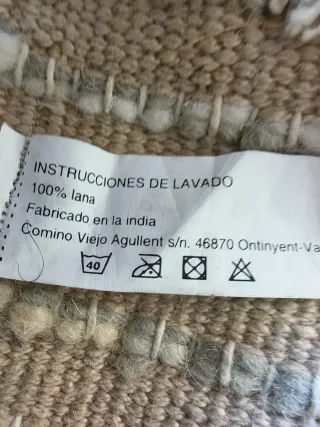 INSTRUCCIONES DE LAVADO
100% lana
Fabricado en la india
Comino Viejo Agullent s/n. 46870 Ontinyent-Va
40